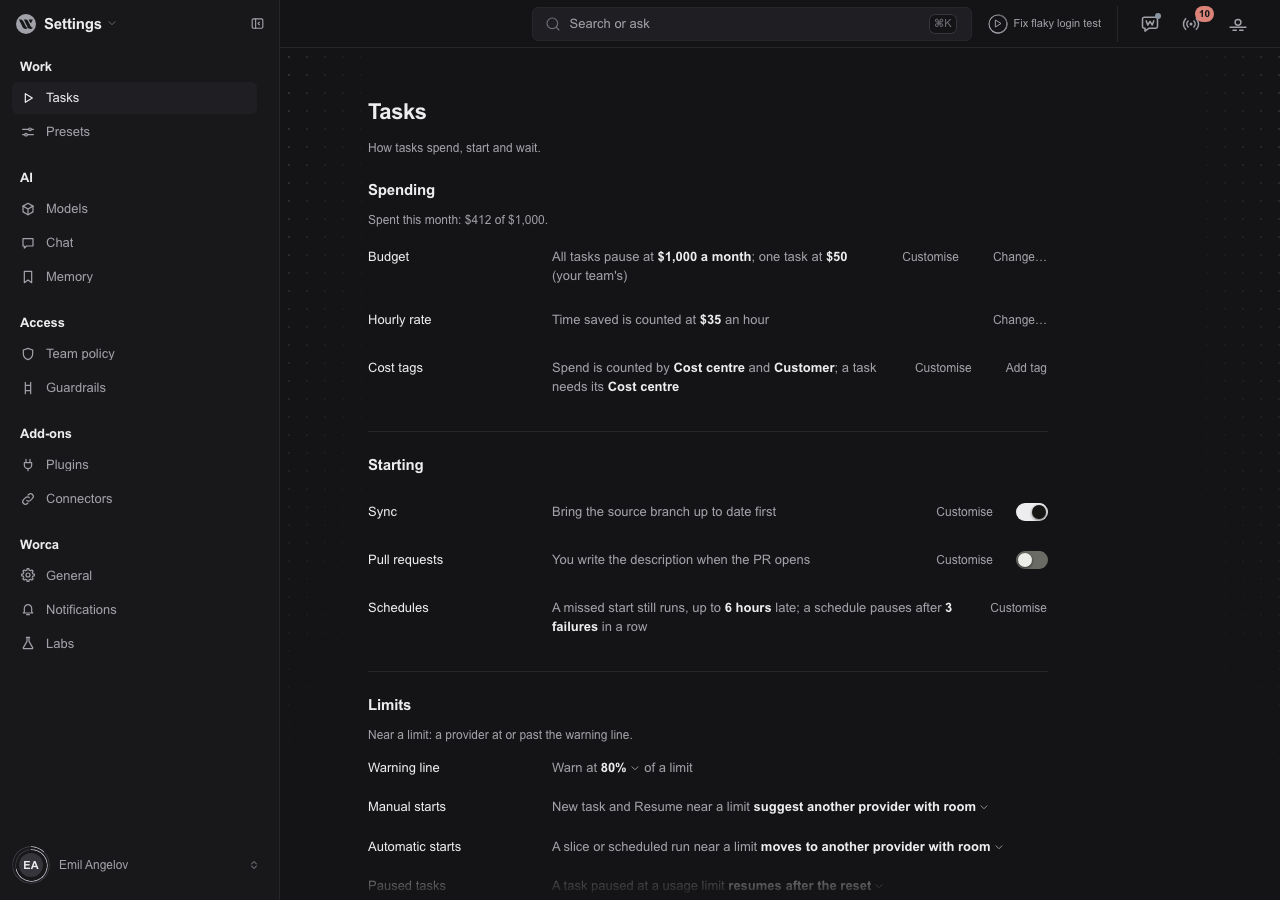 Settings
Search or ask
⌘K
Fix flaky login test
10
Work
Tasks
Presets
AI
Models
Chat
Memory
Access
Team policy
Guardrails
Add-ons
Plugins
Connectors
Worca
General
Notifications
Labs
EA
Emil Angelov
Tasks
How tasks spend, start and wait.
Spending
Spent this month: $412 of $1,000.
Budget
All tasks pause at $1,000 a month; one task at $50
(your team's)
Customise
Change…
Hourly rate
Time saved is counted at $35 an hour
Change…
Cost tags
Spend is counted by Cost centre and Customer; a task
needs its Cost centre
Customise
Add tag
Starting
Sync
Bring the source branch up to date first
Customise
Pull requests
You write the description when the PR opens
Customise
Schedules
A missed start still runs, up to 6 hours late; a schedule pauses after 3
failures in a row
Customise
Limits
Near a limit: a provider at or past the warning line.
Warning line
Warn at 80% of a limit
Manual starts
New task and Resume near a limit suggest another provider with room
Automatic starts
A slice or scheduled run near a limit moves to another provider with room
Paused tasks
A task paused at a usage limit resumes after the reset